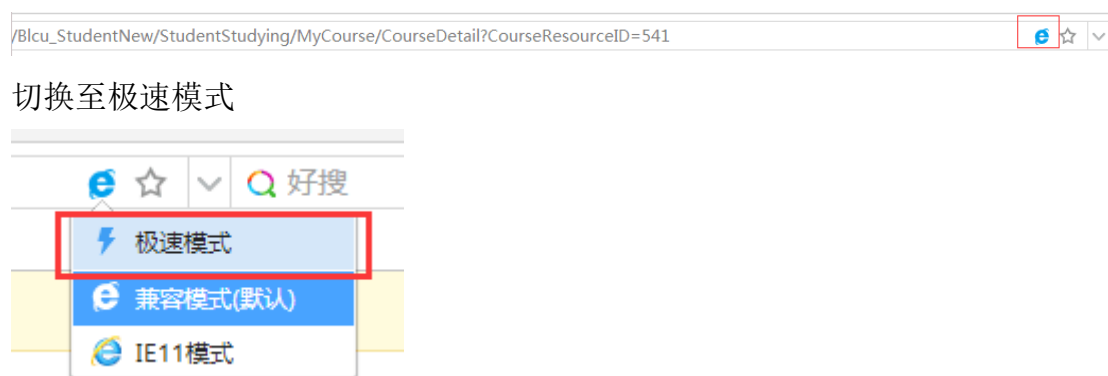 /Blcu_StudentNew/StudentStudying/MyCourse/CourseDetail?CourseResourceID=541
切换至极速模式
好搜
极速模式
兼容模式(默认)
IE11模式